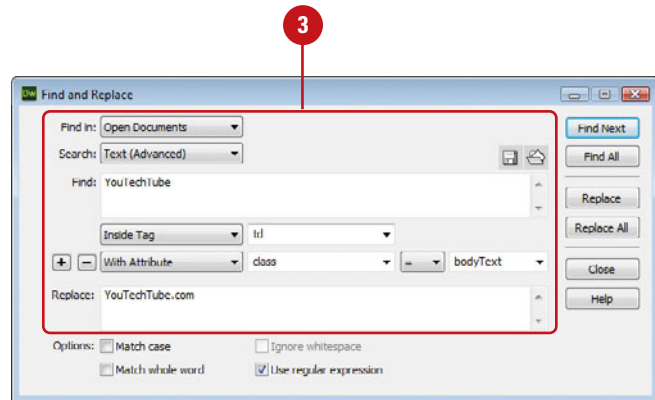 3
Dw Find and Replace
Find in: Open Documents
Find Next
Search: Text (Advanced)
Find All
Find: YouTechTube
Replace
Inside Tag td
Replace All
+ - With Attribute class = bodyText
Close
Replace: YouTechTube.com
Help
Options: Match case Ignore whitespace
Match whole word Use regular expression